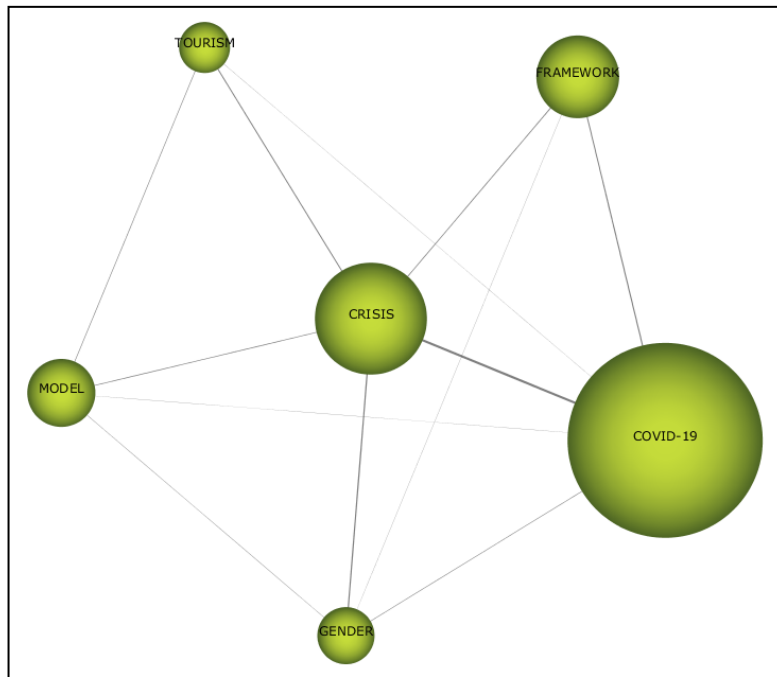 TOURISM
FRAMEWORK
CRISIS
MODEL
COVID-19
GENDER